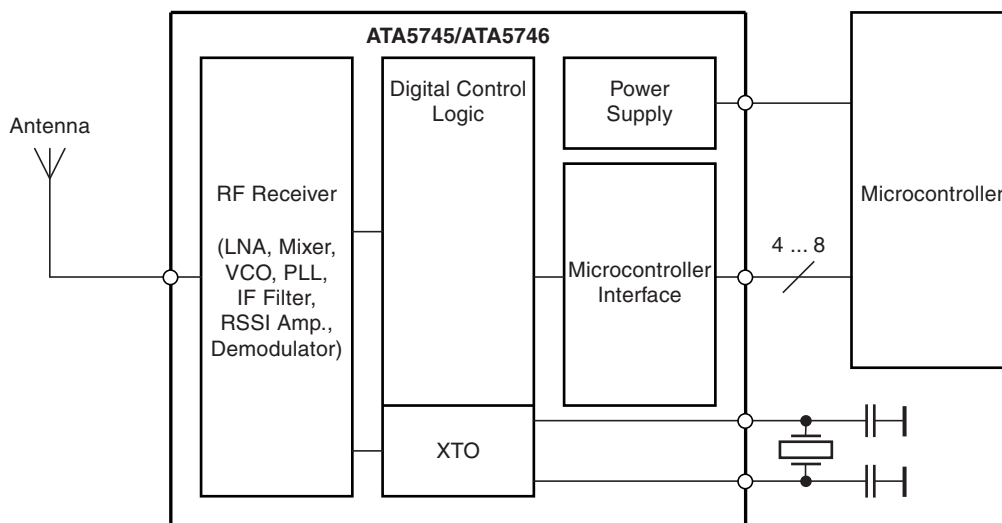 ATA5745/ATA5746
Antenna
RF Receiver
(LNA, Mixer,
VCO, PLL,
IF Filter,
RSSI Amp.,
Demodulator)
Digital Control
Logic
XTO
Power
Supply
Microcontroller
Interface
4 ... 8
Microcontroller